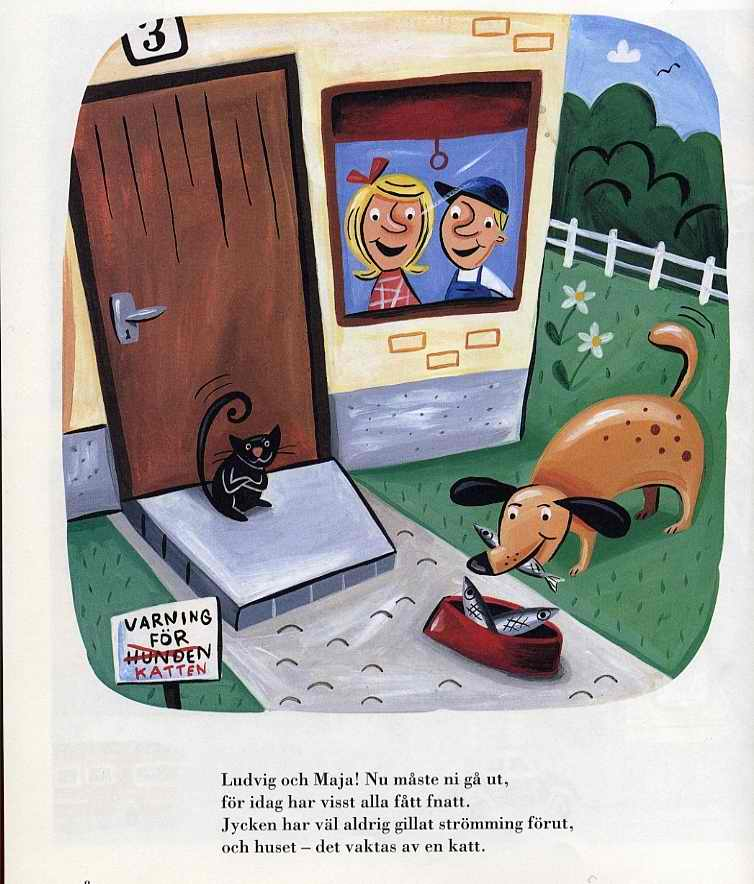 3
VARNING
FÖR
HUNDEN
KATTEN
Ludvig och Maja! Nu måste ni gå ut,
för idag har visst alla fått fnatt.
Jycken har väl aldrig gillat strömming förut,
och huset – det vaktas av en katt.